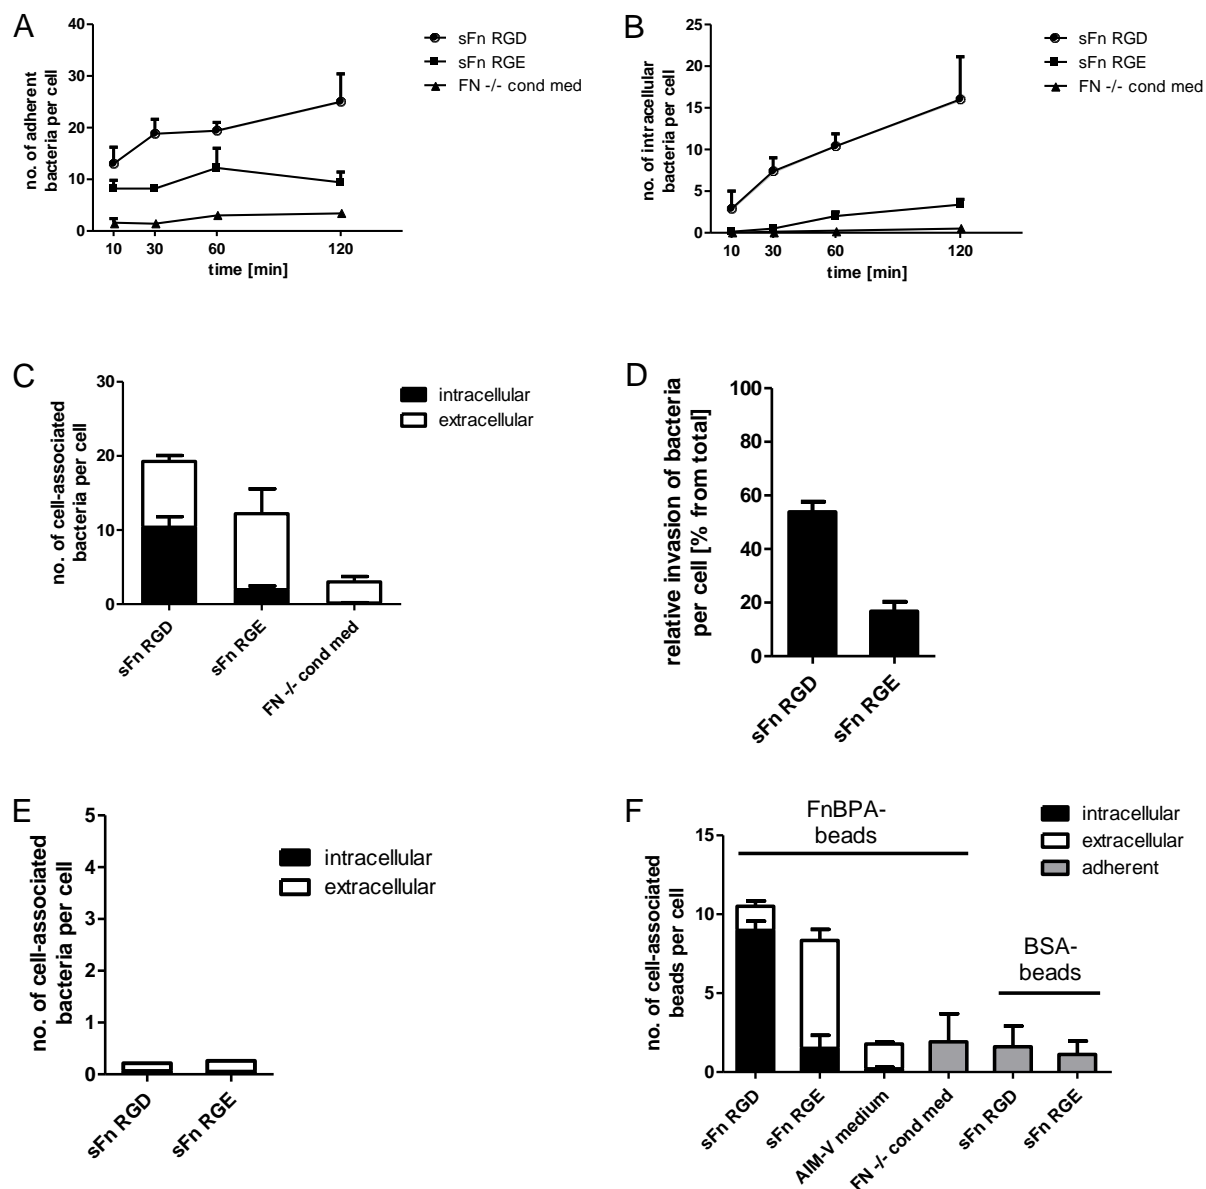 A
40
30
20
10
0
no. of adherent
bacteria per cell
10 30 60 120
time [min]
sFn RGD
sFn RGE
FN -/- cond med
B
25
20
15
10
5
0
no. of intracellular
bacteria per cell
10 30 60 120
time [min]
sFn RGD
sFn RGE
FN -/- cond med
C
30
20
10
0
no. of cell-associated
bacteria per cell
sFn RGD
sFn RGE
FN -/- cond med
intracellular
extracellular
D
100
80
60
40
20
0
relative invasion of bacteria
per cell [% from total]
sFn RGD
sFn RGE
E
5
4
3
2
1
0
no. of cell-associated
bacteria per cell
sFn RGD
sFn RGE
intracellular
extracellular
F
FnBPA-
beads
BSA-
beads
intracellular
extracellular
adherent
15
10
5
0
no. of cell-associated
beads per cell
sFn RGD
sFn RGE
AIM-V medium
FN -/- cond med
sFn RGD
sFn RGE